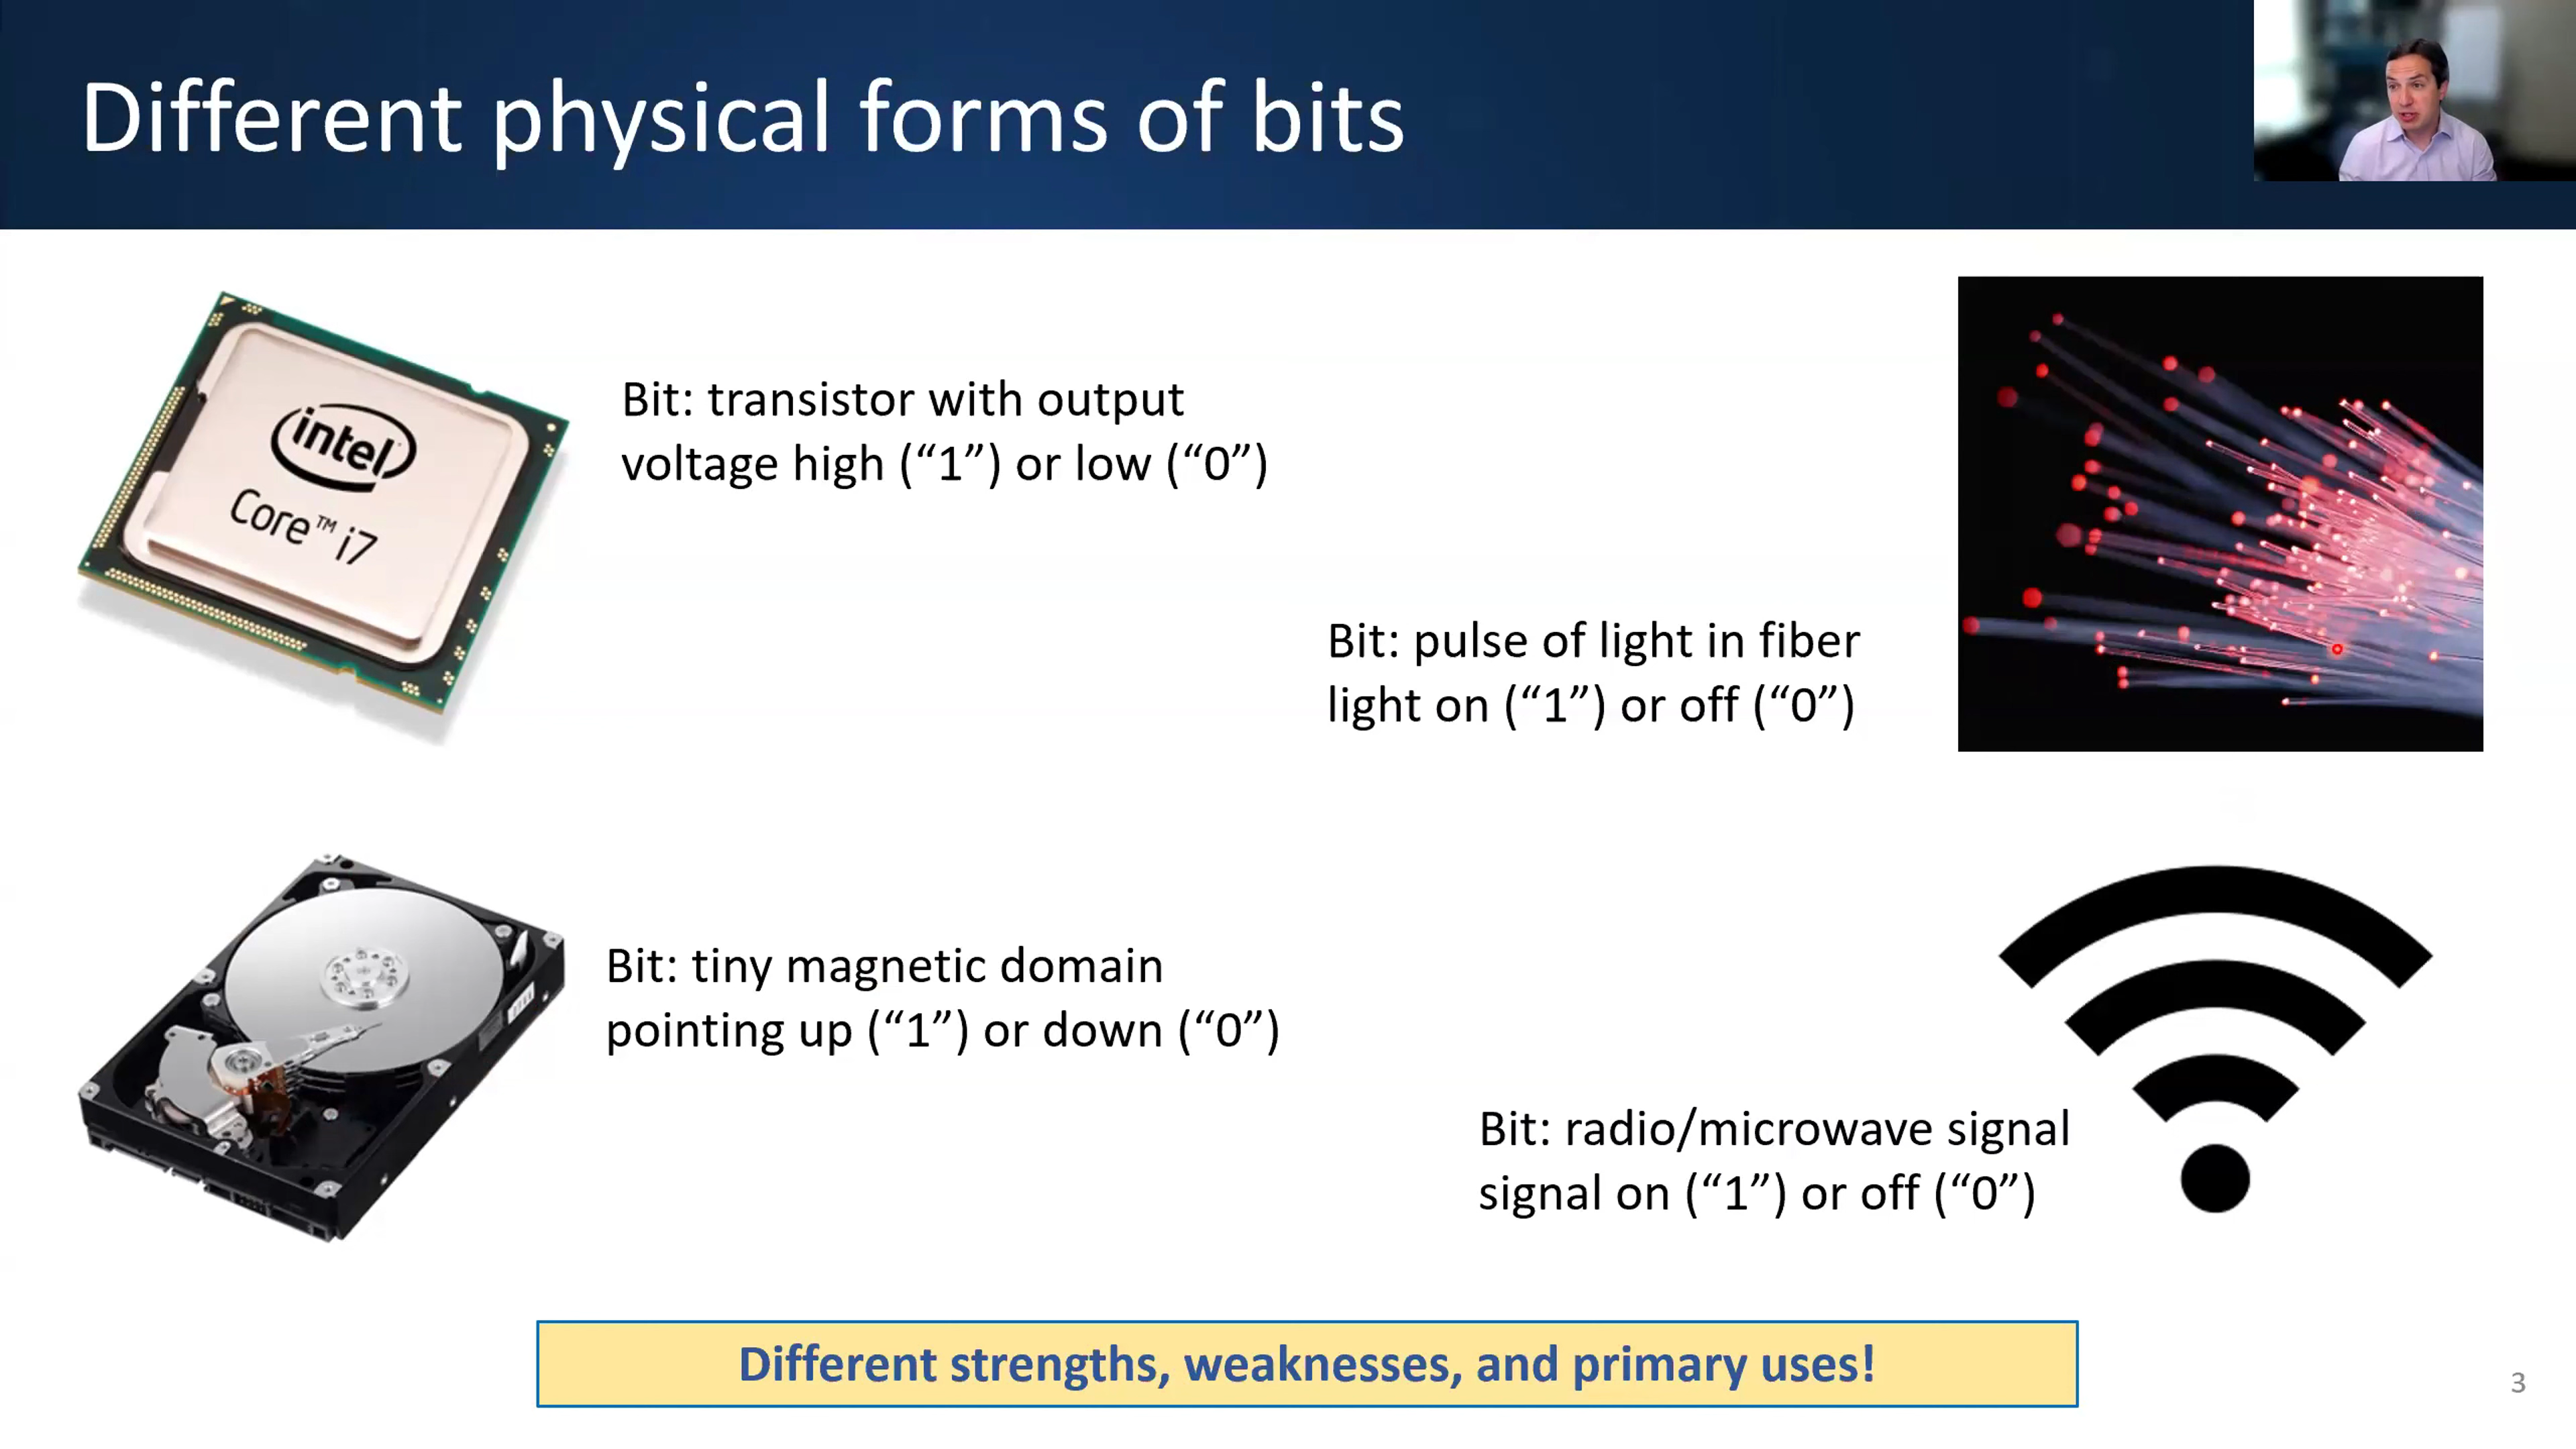 Different physical forms of bits
intel
Core™ i7
Bit: transistor with output
voltage high (“1”) or low (“0”)
Bit: pulse of light in fiber
light on (“1”) or off (“0”)
Bit: tiny magnetic domain
pointing up (“1”) or down (“0”)
Bit: radio/microwave signal
signal on (“1”) or off (“0”)
Different strengths, weaknesses, and primary uses!
3